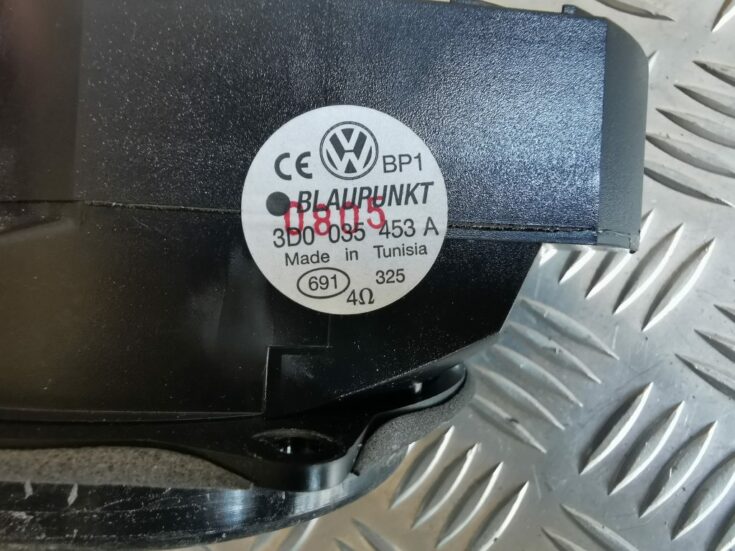 CE BP1
BLAUPUNKT
0805
3D0 035 453 A
Made in Tunisia
691 325
4Ω